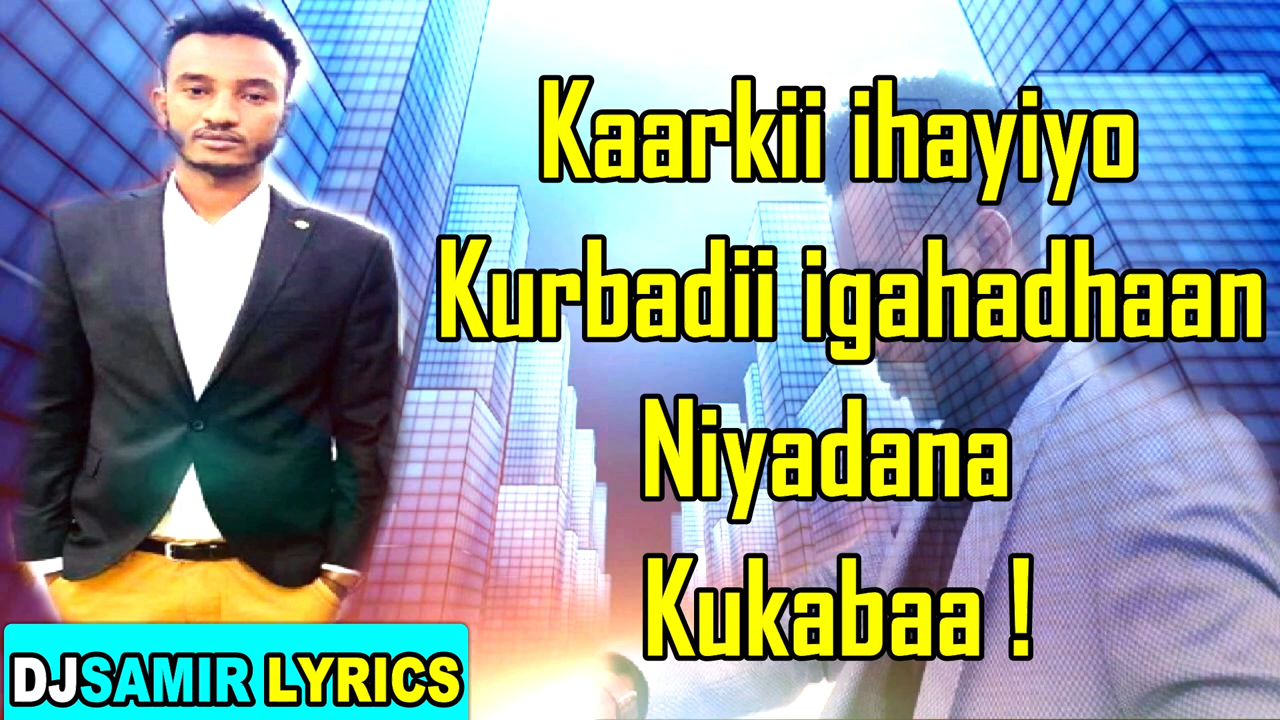 Kaarkii ihayiyo
Kurbadii igahadhaan
Niyadana
Kukabaa !
DJSAMIR LYRICS